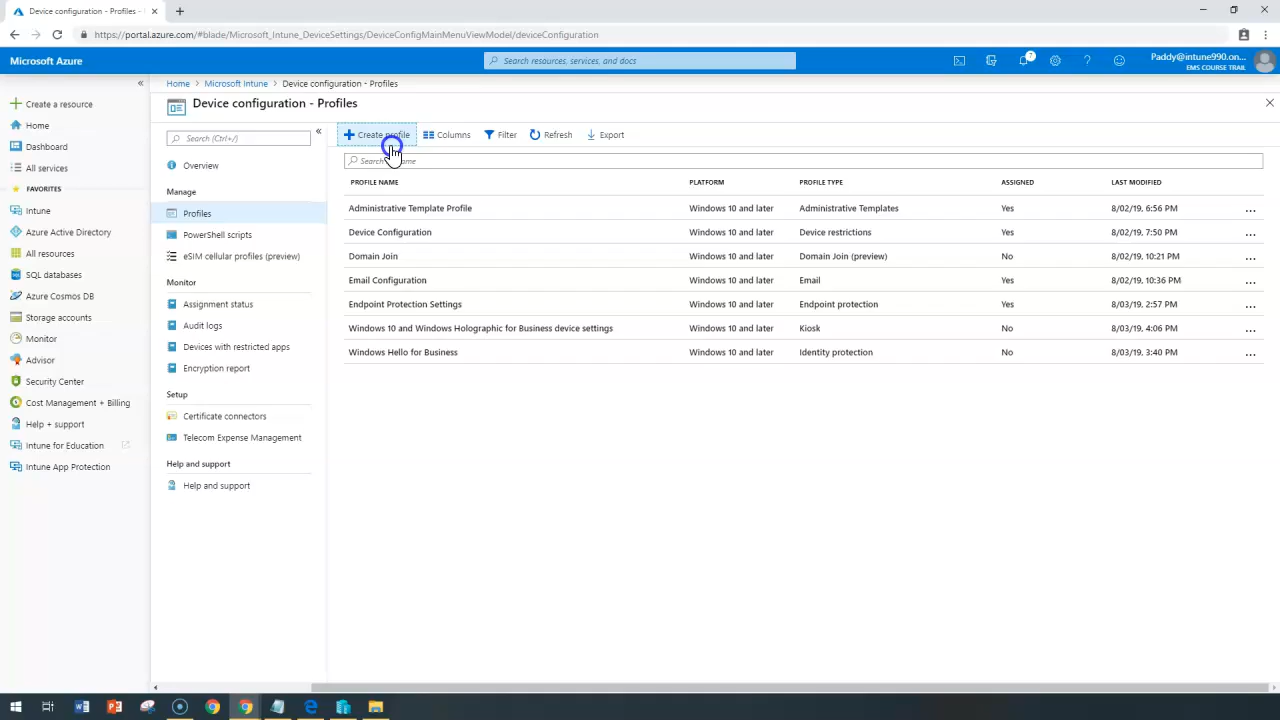 Device configuration - Profiles -
https://portal.azure.com/#blade/Microsoft_Intune_DeviceSettings/DeviceConfigMainMenuViewModel/deviceConfiguration
Microsoft Azure
Search resources, services, and docs
7
Paddy@intune990.on...
EMS COURSE TRAIL
Create a resource
Home
Dashboard
All services
FAVORITES
Intune
Azure Active Directory
All resources
SQL databases
Azure Cosmos DB
Storage accounts
Monitor
Advisor
Security Center
Cost Management + Billing
Help + support
Intune for Education
Intune App Protection
Home > Microsoft Intune > Device configuration - Profiles
Device configuration - Profiles
Search (Ctrl+/)
Overview
Manage
Profiles
PowerShell scripts
eSIM cellular profiles (preview)
Monitor
Assignment status
Audit logs
Devices with restricted apps
Encryption report
Setup
Certificate connectors
Telecom Expense Management
Help and support
Help and support
Create profile Columns Filter Refresh Export
PROFILE NAME PLATFORM PROFILE TYPE ASSIGNED LAST MODIFIED
Administrative Template Profile Windows 10 and later Administrative Templates Yes 8/02/19, 6:56 PM ...
Device Configuration Windows 10 and later Device restrictions Yes 8/02/19, 7:50 PM ...
Domain Join Windows 10 and later Domain Join (preview) No 8/02/19, 10:21 PM ...
Email Configuration Windows 10 and later Email Yes 8/02/19, 10:36 PM ...
Endpoint Protection Settings Windows 10 and later Endpoint protection Yes 8/03/19, 2:57 PM ...
Windows 10 and Windows Holographic for Business device settings Windows 10 and later Kiosk No 8/03/19, 4:06 PM ...
Windows Hello for Business Windows 10 and later Identity protection No 8/03/19, 3:40 PM ...